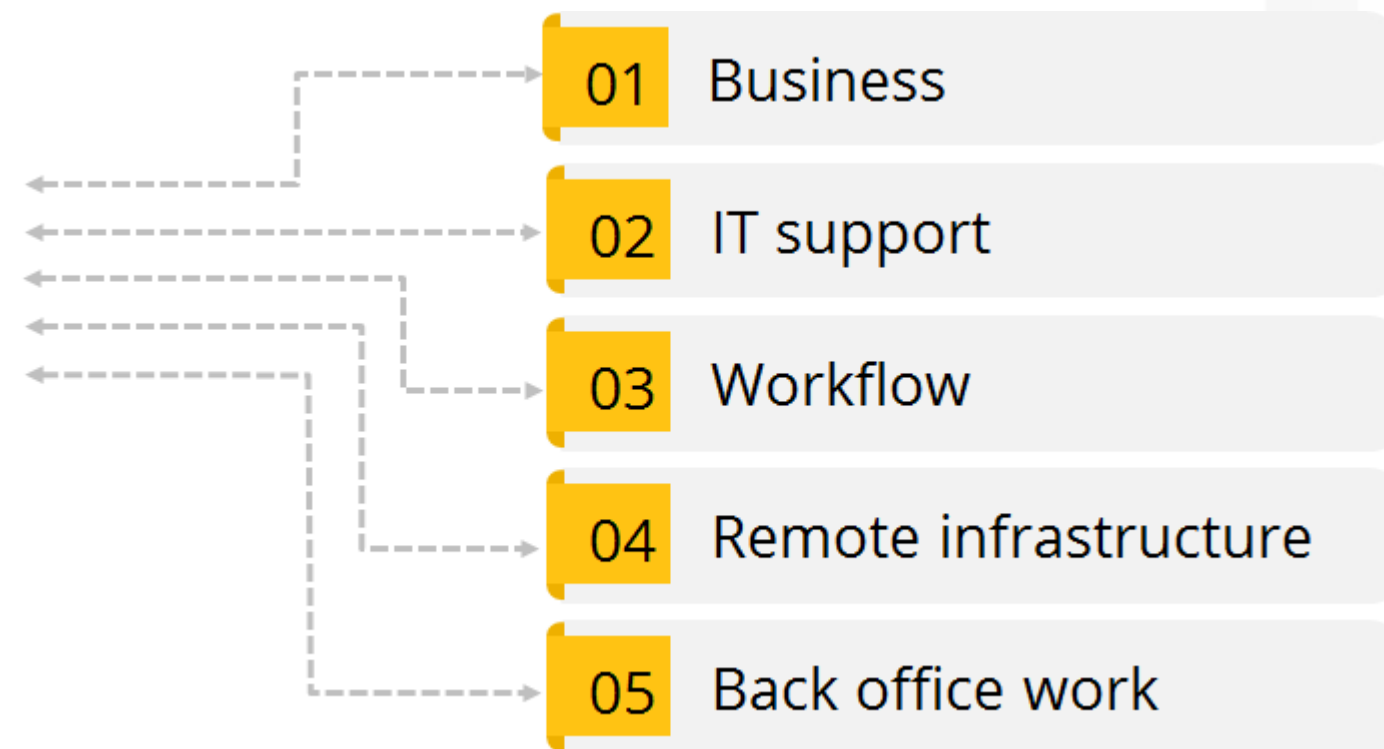 01 Business
02 IT support
03 Workflow
04 Remote infrastructure
05 Back office work